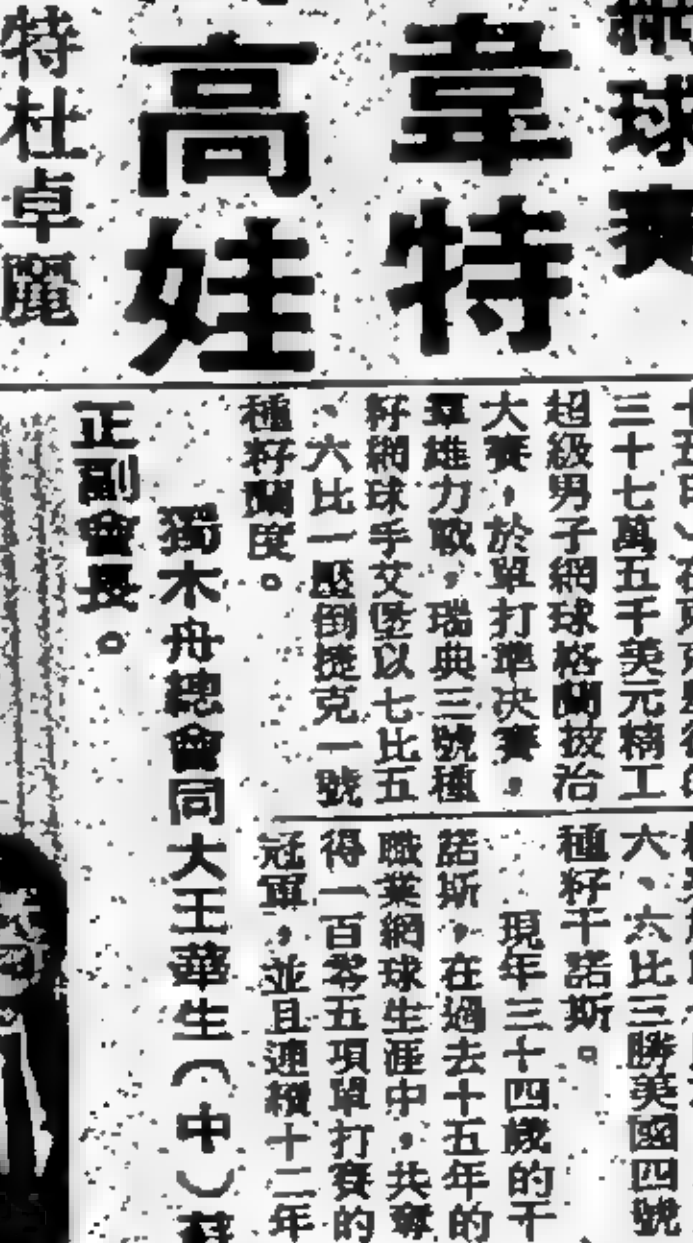 網球賽
韋特
高娃
特杜卓麗
三十七萬五千美元精工
超級男子網球格蘭披治
大賽，於單打準決賽，
羣雄力歇，瑞典三號種
籽網球手艾堡以七比五
、六比一壓倒捷克一號
種籽蘭度。
六、六比三勝美國四號
種籽干諾斯。
現年三十四歲的干
諾斯，在過去十五年的
職業網球生涯中，共奪
得一百零五項單打賽的
冠軍，並且連續十二年
獨木舟總會同大王華生（中）
正副會長。